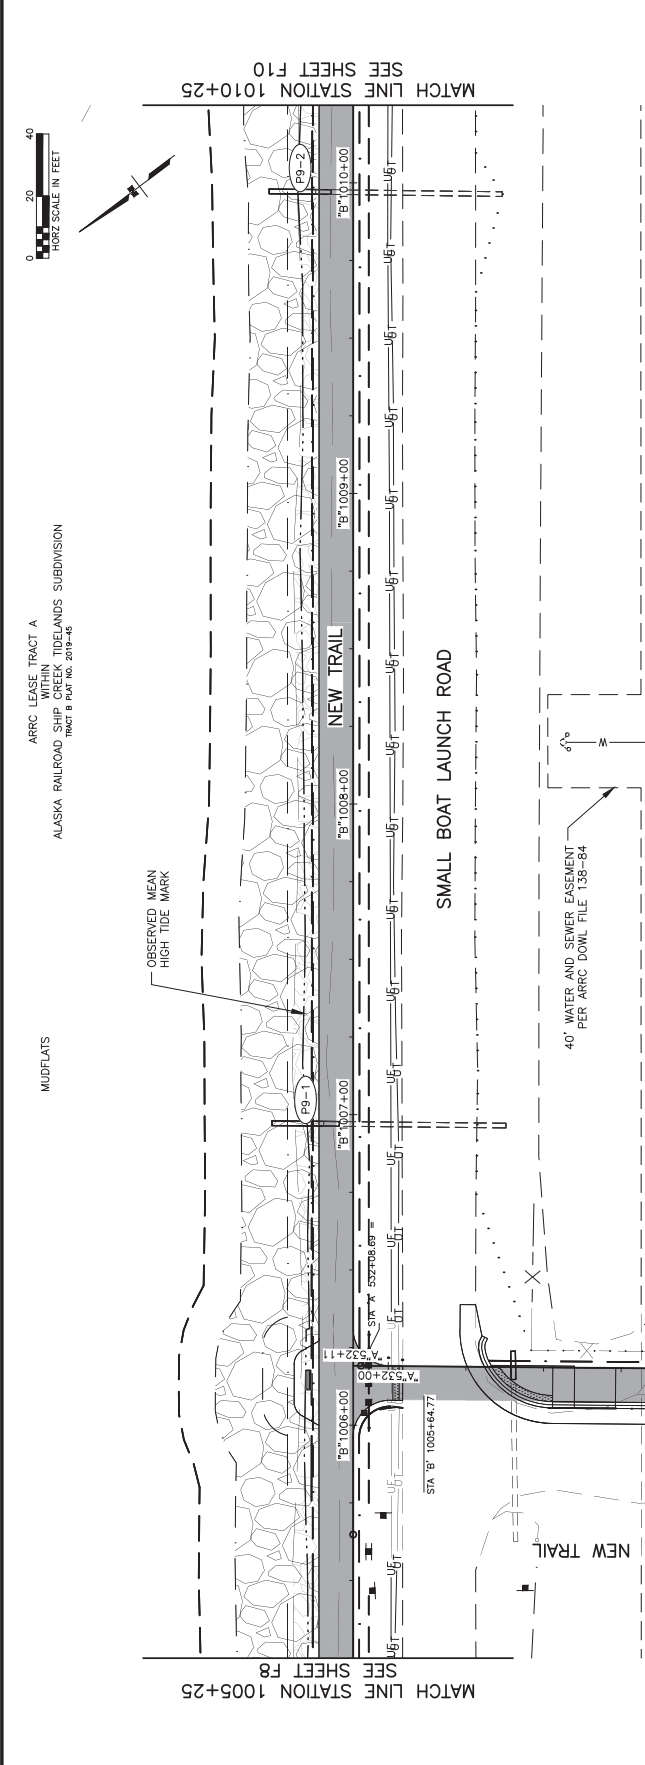 MATCH LINE STATION 1010+25
SEE SHEET F10
0
20
40
HORZ SCALE IN FEET
P9-2
"B"1010+00
UE
OT
"B"1009+00
ARRC LEASE TRACT A
WITHIN
ALASKA RAILROAD SHIP CREEK TIDELANDS SUBDIVISION
TRACT B PLAT NO. 2019-45
NEW TRAIL
SMALL BOAT LAUNCH ROAD
W
"B"1008+00
40' WATER AND SEWER EASEMENT
PER ARRC DOWL FILE 138-84
OBSERVED MEAN
HIGH TIDE MARK
MUDFLATS
P9-1
"B"1007+00
STA 'A' 532+08.69 =
STA 'B' 1005+64.77
"A"532+11
"A"532+00
"B"1006+00
NEW TRAIL
MATCH LINE STATION 1005+25
SEE SHEET F8